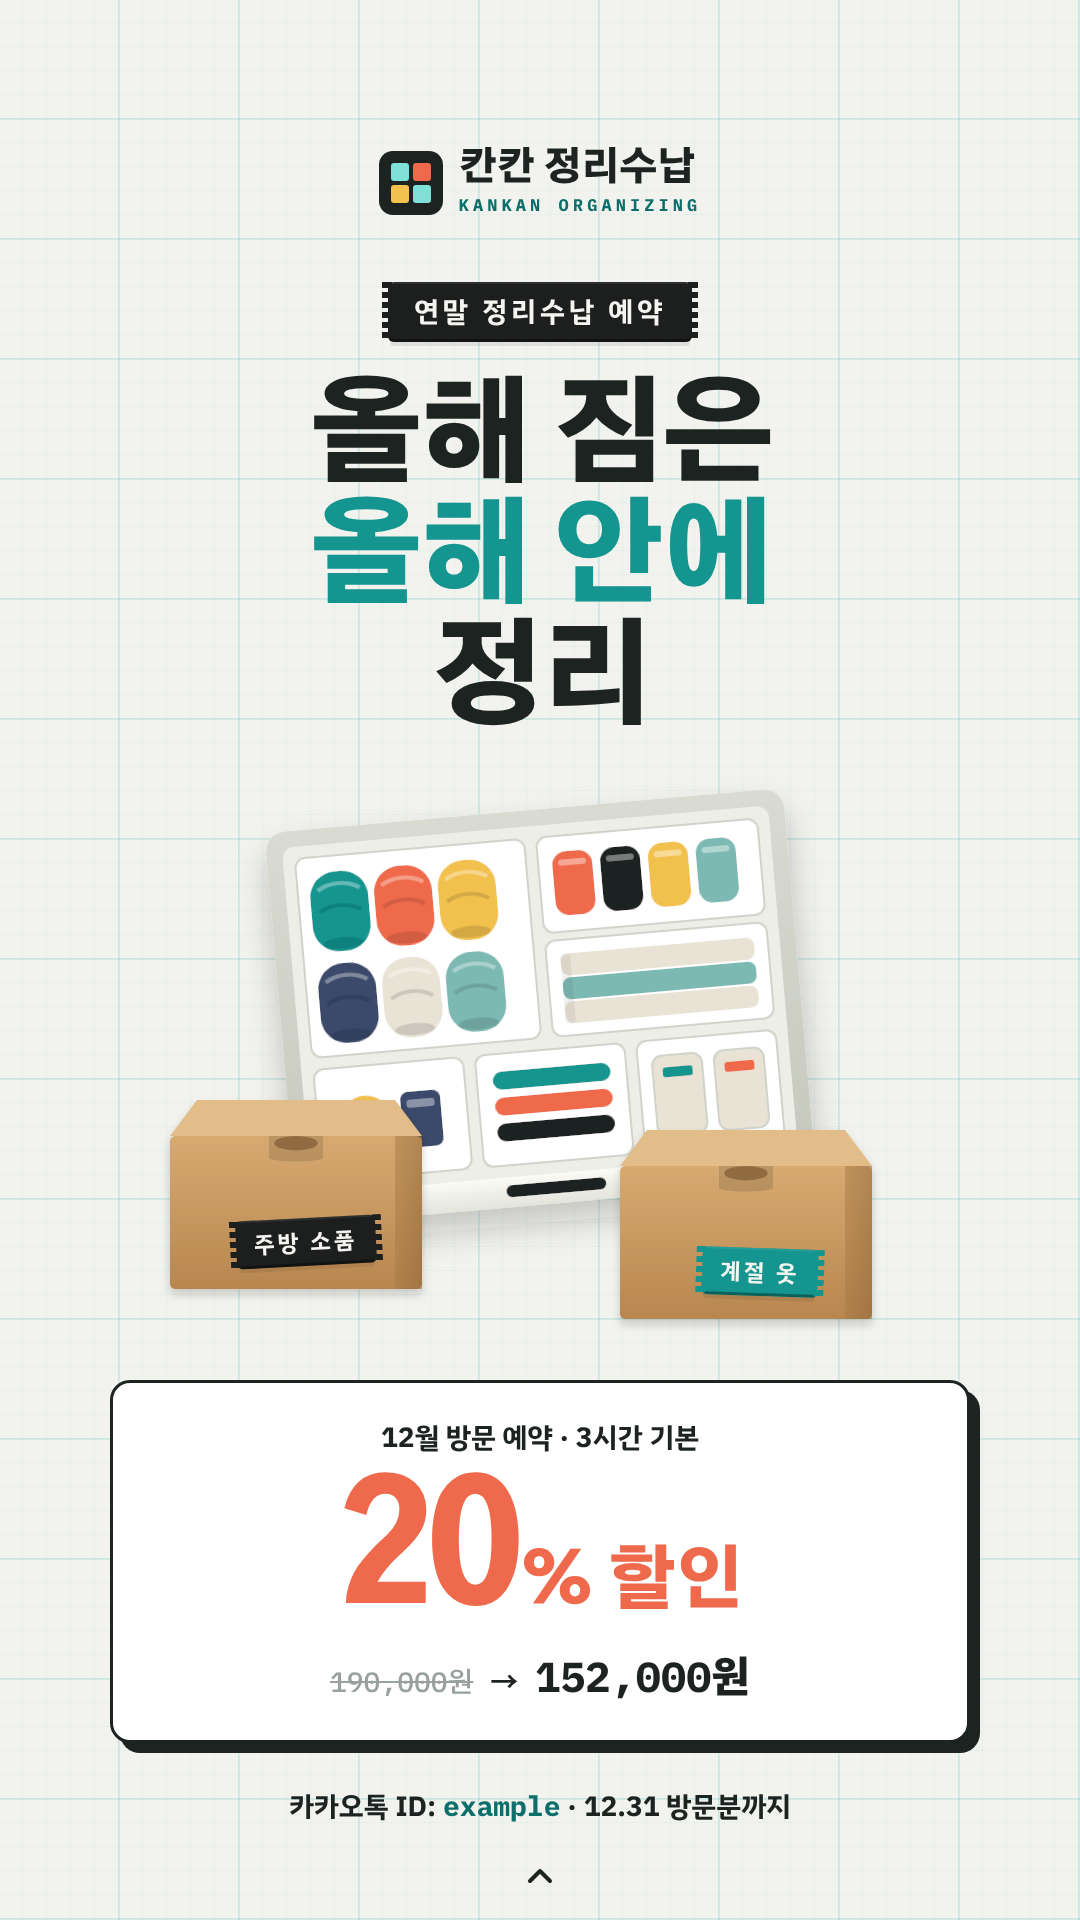 칸칸 정리수납
KANKAN ORGANIZING
연말 정리수납 예약
올해 짐은
올해 안에
정리
주방 소품
계절 옷
12월 방문 예약 · 3시간 기본
20% 할인
190,000원 → 152,000원
카카오톡 ID: example · 12.31 방문분까지